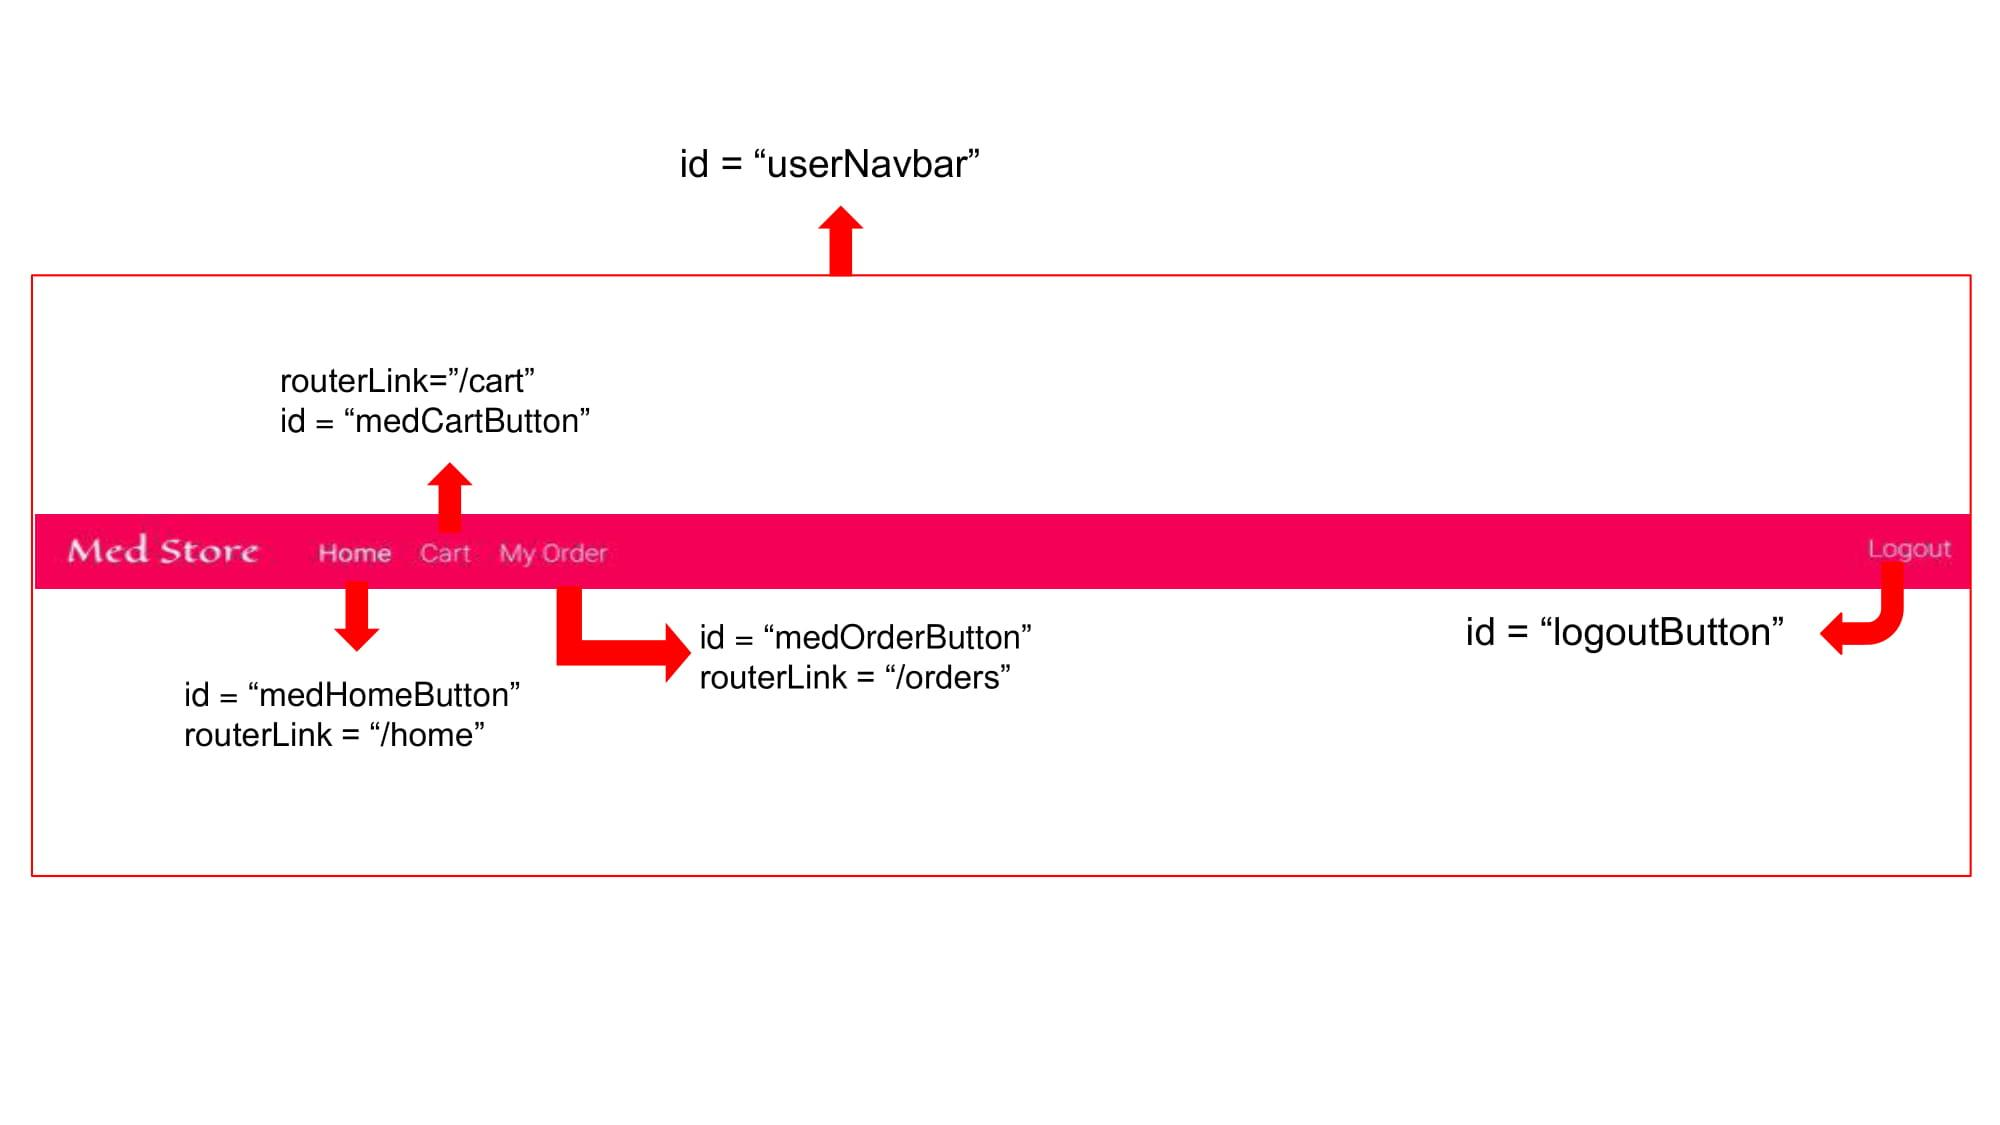 id = “userNavbar”
routerLink=”/cart”
id = “medCartButton”
Med Store Home Cart My Order Logout
id = “medHomeButton”
routerLink = “/home”
id = “medOrderButton”
routerLink = “/orders”
id = “logoutButton”